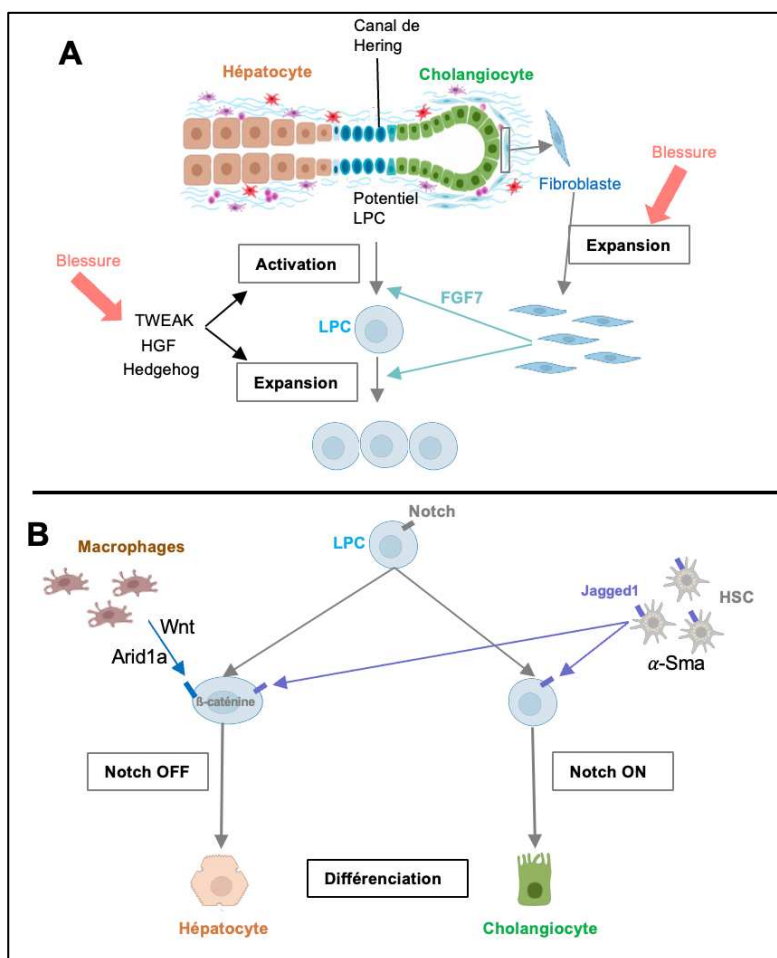 A
Canal de
Hering
Hépatocyte
Cholangiocyte
Blessure
Fibroblaste
Potentiel
LPC
Expansion
Blessure
Activation
FGF7
TWEAK
HGF
Hedgehog
LPC
Expansion
B
Notch
LPC
Macrophages
Jagged1
HSC
Wnt
Arid1a
α-Sma
ß-caténine
Notch OFF
Notch ON
Différenciation
Hépatocyte
Cholangiocyte